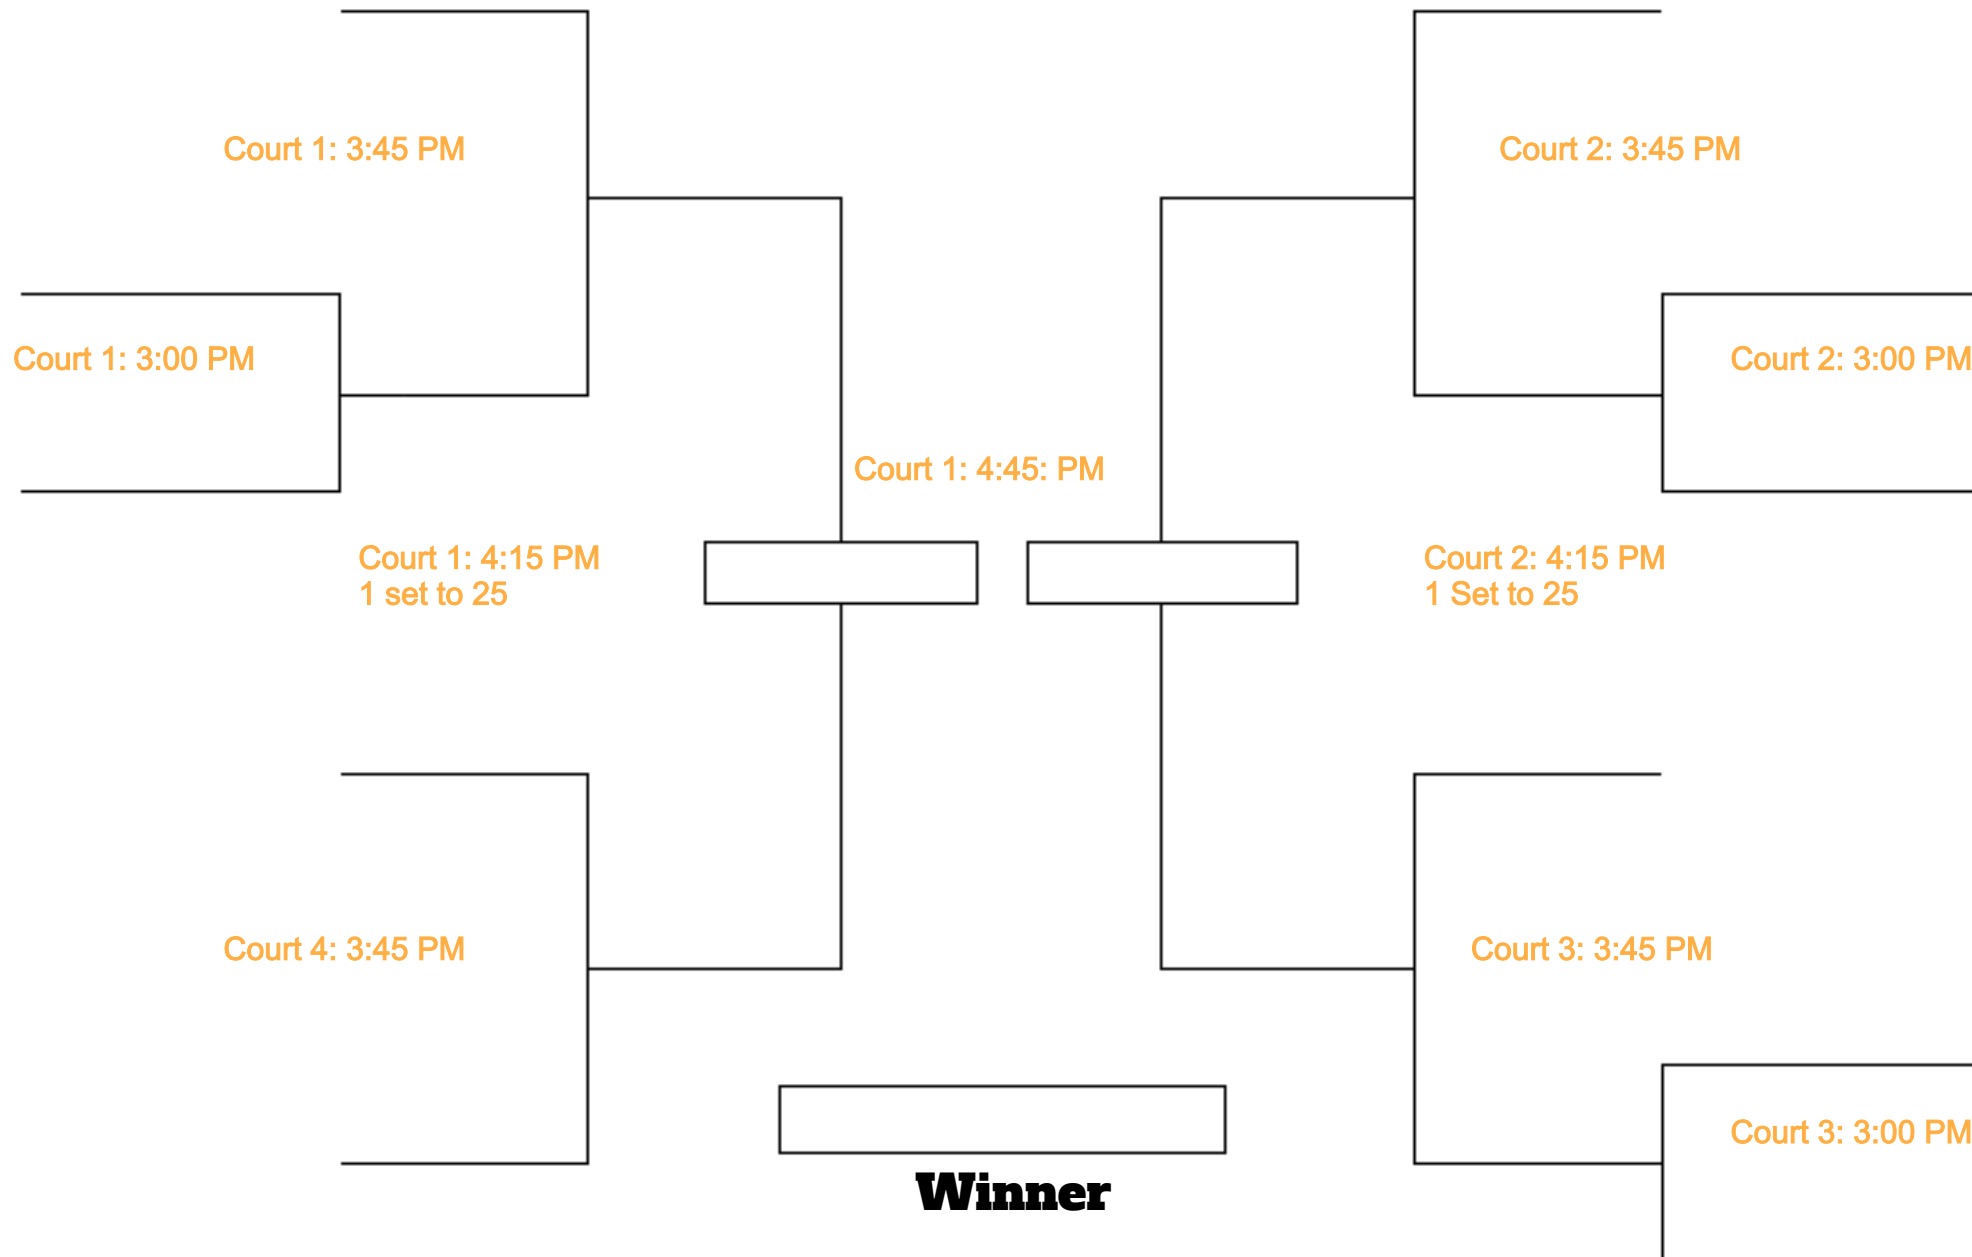 Court 1: 3:45 PM
Court 2: 3:45 PM
Court 1: 3:00 PM
Court 2: 3:00 PM
Court 1: 4:45: PM
Court 1: 4:15 PM
1 set to 25
Court 2: 4:15 PM
1 Set to 25
Court 4: 3:45 PM
Court 3: 3:45 PM
Court 3: 3:00 PM
Winner